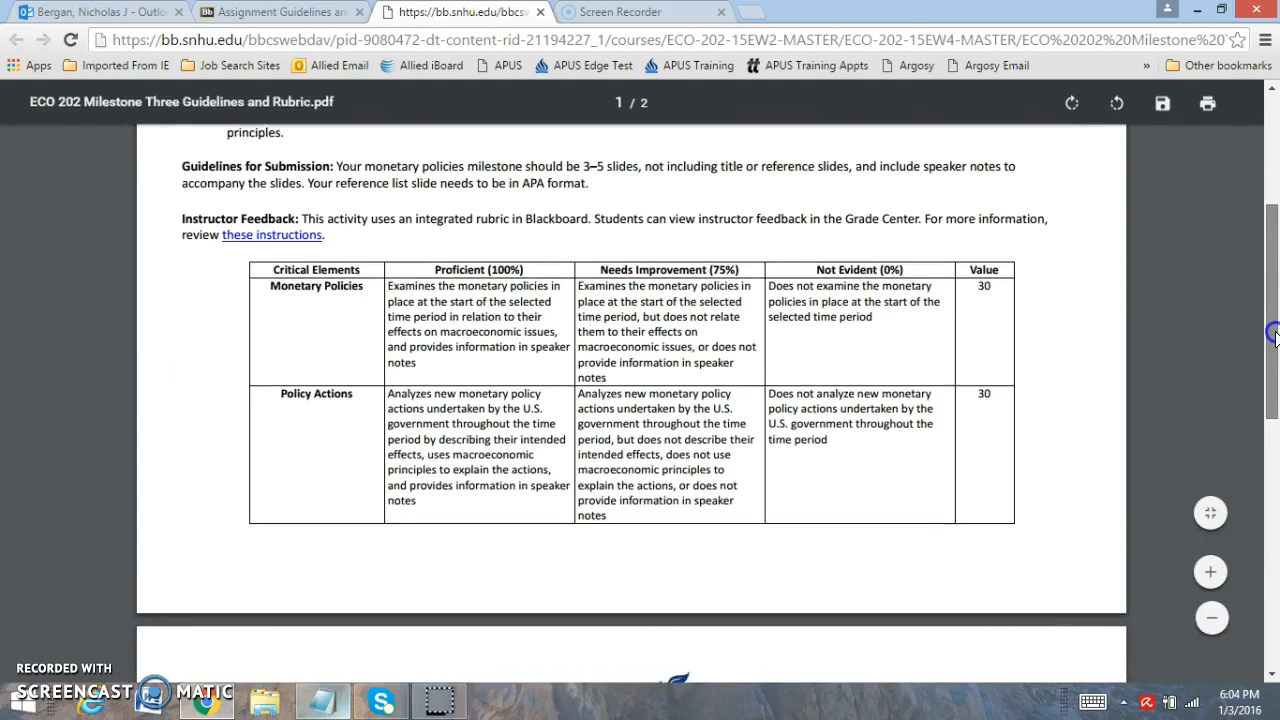 Bergan, Nicholas J - Outlo
Assignment Guidelines an
https://bb.snhu.edu/bbcsw
Screen Recorder
https://bb.snhu.edu/bbcswebdav/pid-9080472-dt-content-rid-21194227_1/courses/ECO-202-15EW2-MASTER/ECO-202-15EW4-MASTER/ECO%20202%20Milestone%20
Apps Imported From IE Job Search Sites Allied Email Allied iBoard APUS APUS Edge Test APUS Training APUS Training Appts Argosy Argosy Email » Other bookmarks
ECO 202 Milestone Three Guidelines and Rubric.pdf
1 / 2
principles.
Guidelines for Submission: Your monetary policies milestone should be 3–5 slides, not including title or reference slides, and include speaker notes to
accompany the slides. Your reference list slide needs to be in APA format.
Instructor Feedback: This activity uses an integrated rubric in Blackboard. Students can view instructor feedback in the Grade Center. For more information,
review these instructions.
Critical Elements
Proficient (100%)
Needs Improvement (75%)
Not Evident (0%)
Value
Monetary Policies
Examines the monetary policies in
place at the start of the selected
time period in relation to their
effects on macroeconomic issues,
and provides information in speaker
notes
Examines the monetary policies in
place at the start of the selected
time period, but does not relate
them to their effects on
macroeconomic issues, or does not
provide information in speaker
notes
Does not examine the monetary
policies in place at the start of the
selected time period
30
Policy Actions
Analyzes new monetary policy
actions undertaken by the U.S.
government throughout the time
period by describing their intended
effects, uses macroeconomic
principles to explain the actions,
and provides information in speaker
notes
Analyzes new monetary policy
actions undertaken by the U.S.
government throughout the time
period, but does not describe their
intended effects, does not use
macroeconomic principles to
explain the actions, or does not
provide information in speaker
notes
Does not analyze new monetary
policy actions undertaken by the
U.S. government throughout the
time period
30
RECORDED WITH
SCREENCAST MATIC
6:04 PM
1/3/2016